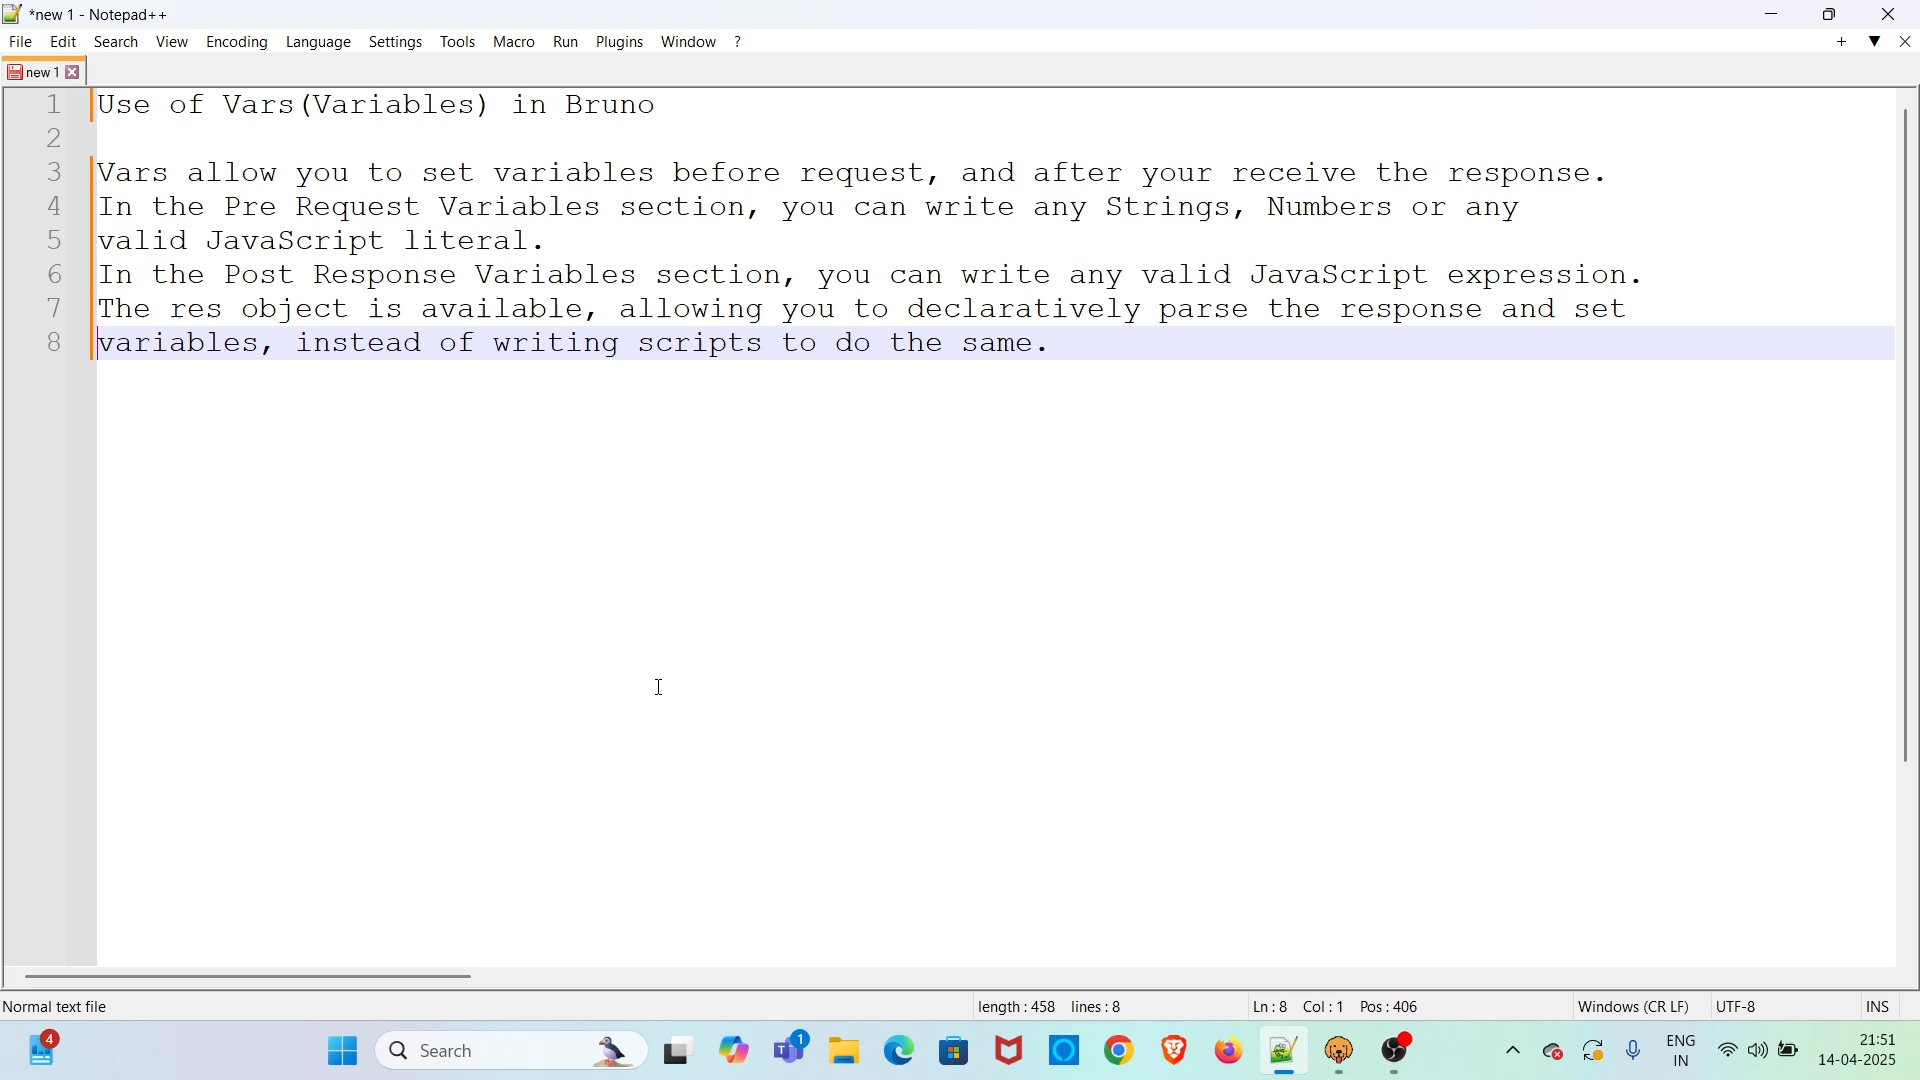 *new 1 - Notepad++
File Edit Search View Encoding Language Settings Tools Macro Run Plugins Window ?
new 1
1 Use of Vars(Variables) in Bruno
2
3 Vars allow you to set variables before request, and after your receive the response.
4 In the Pre Request Variables section, you can write any Strings, Numbers or any
5 valid JavaScript literal.
6 In the Post Response Variables section, you can write any valid JavaScript expression.
7 The res object is available, allowing you to declaratively parse the response and set
8 variables, instead of writing scripts to do the same.
Normal text file length : 458 lines : 8 Ln : 8 Col : 1 Pos : 406 Windows (CR LF) UTF-8 INS
4 Search 1 ENG 21:51
IN 14-04-2025